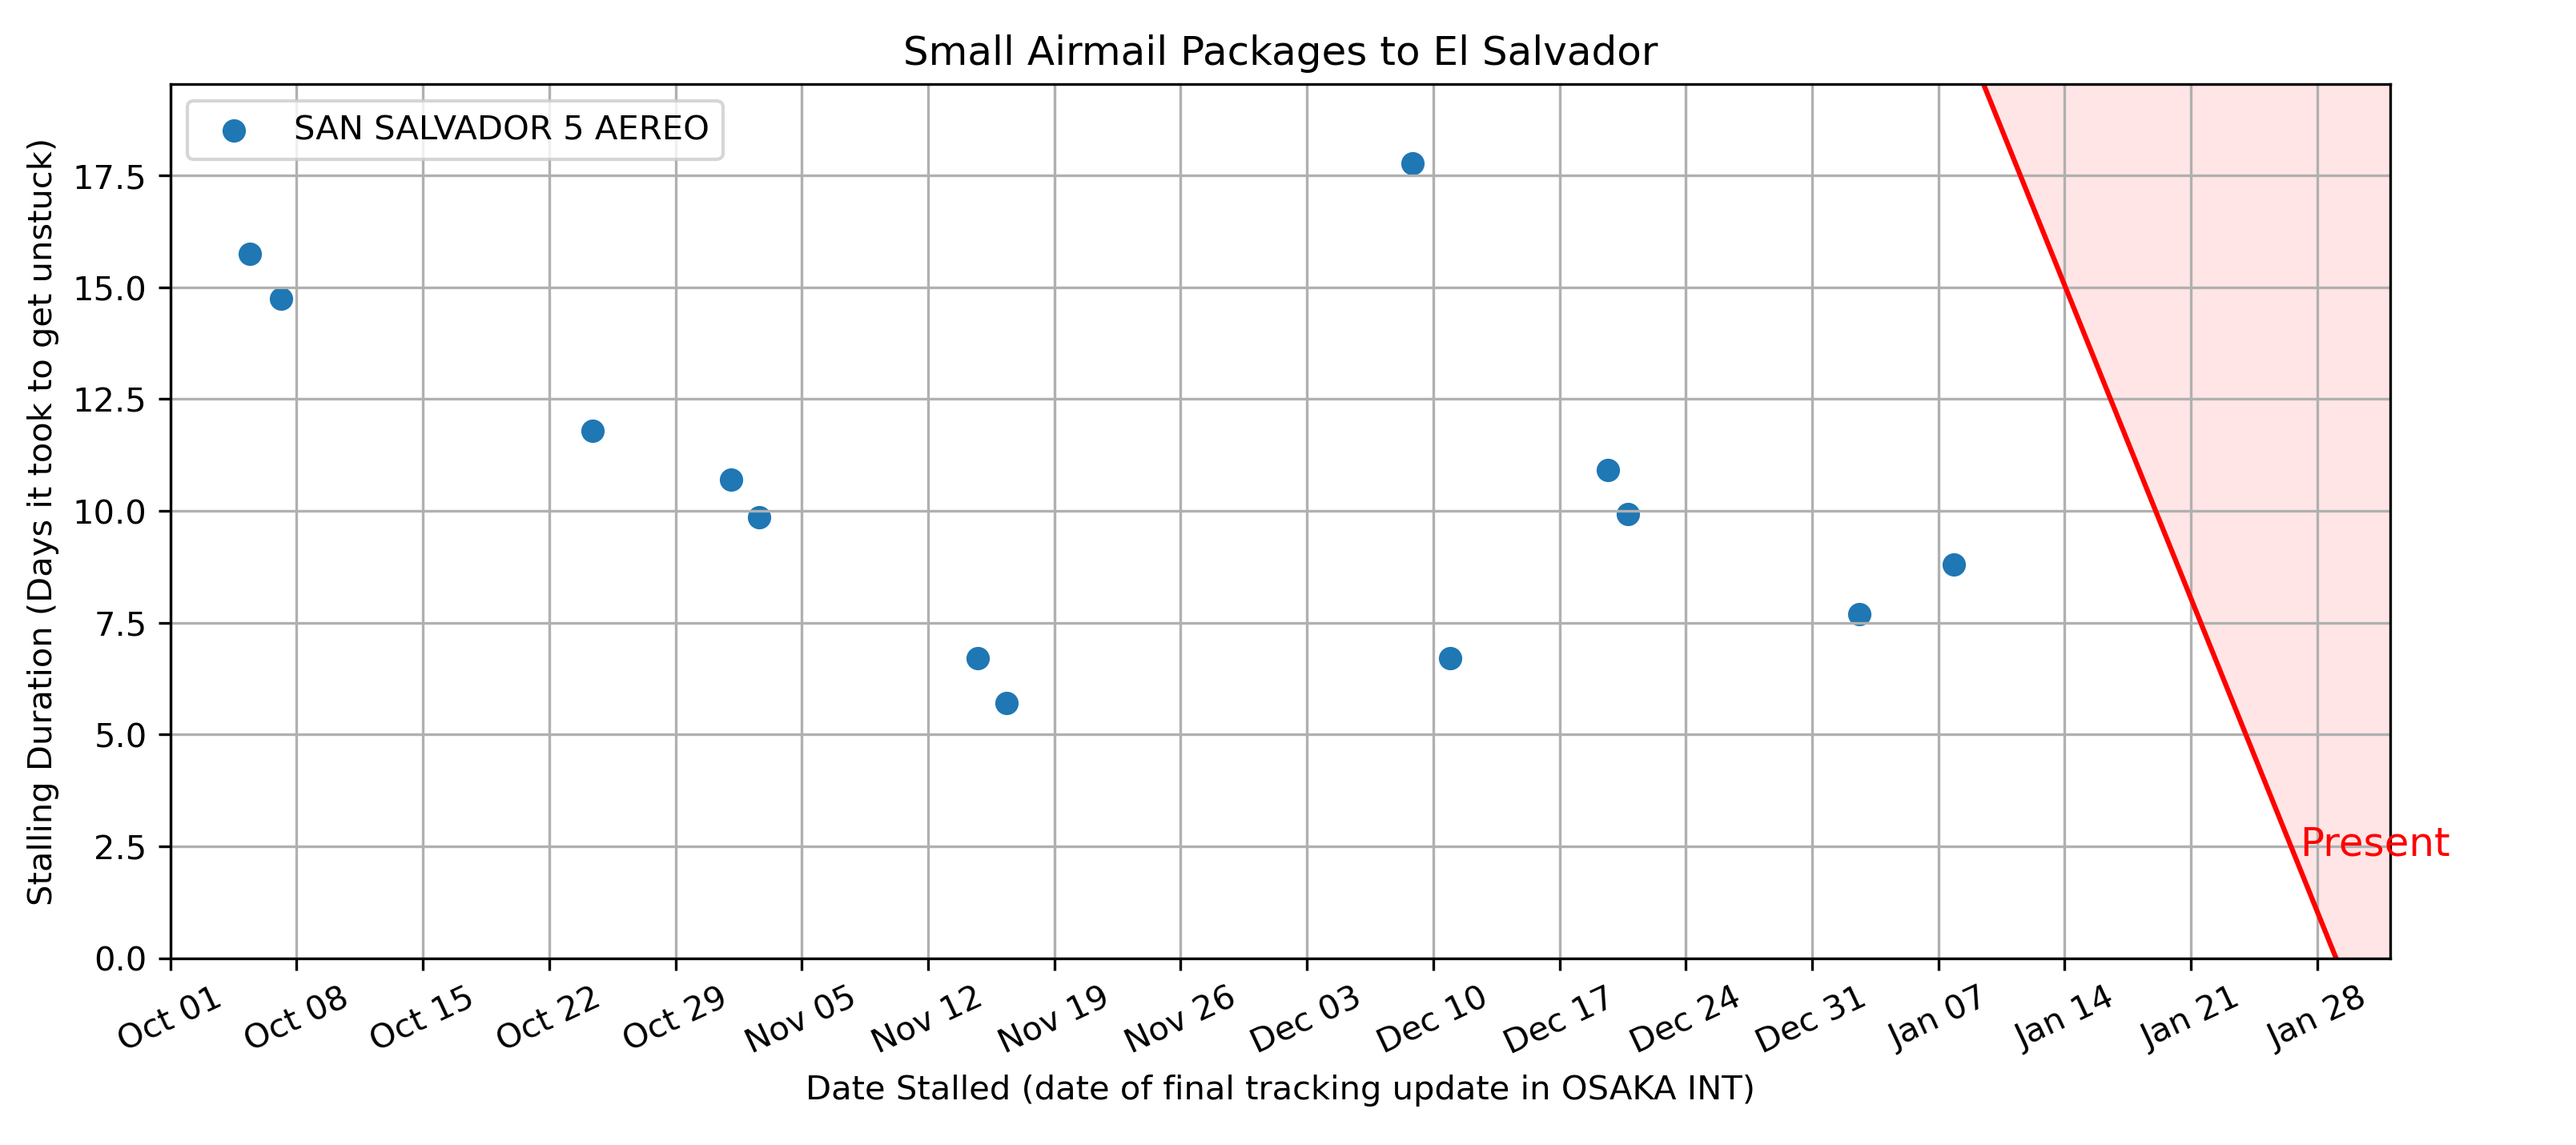 Small Airmail Packages to El Salvador
SAN SALVADOR 5 AEREO
Stalling Duration (Days it took to get unstuck)
17.5
15.0
12.5
10.0
7.5
5.0
2.5
0.0
Present
Oct 01 Oct 08 Oct 15 Oct 22 Oct 29 Nov 05 Nov 12 Nov 19 Nov 26 Dec 03 Dec 10 Dec 17 Dec 24 Dec 31 Jan 07 Jan 14 Jan 21 Jan 28
Date Stalled (date of final tracking update in OSAKA INT)